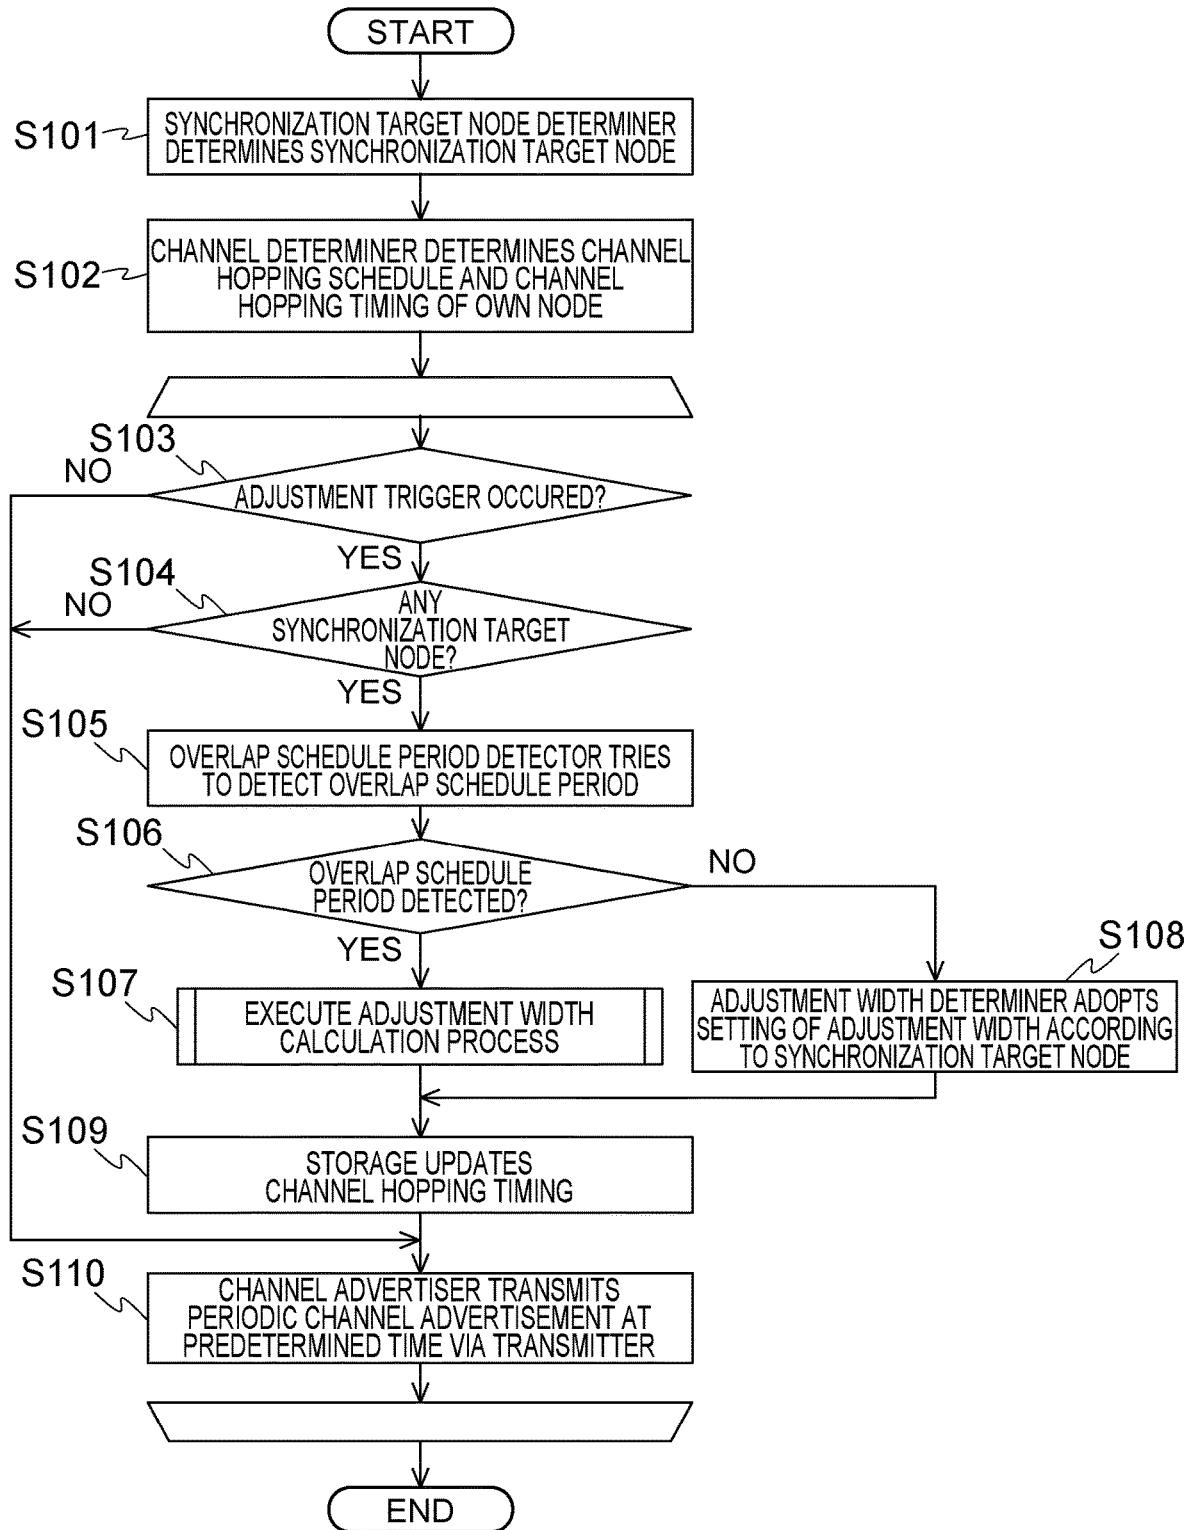 START
S101
SYNCHRONIZATION TARGET NODE DETERMINER
DETERMINES SYNCHRONIZATION TARGET NODE
S102
CHANNEL DETERMINER DETERMINES CHANNEL
HOPPING SCHEDULE AND CHANNEL
HOPPING TIMING OF OWN NODE
S103
NO
ADJUSTMENT TRIGGER OCCURED?
YES
S104
NO
ANY
SYNCHRONIZATION TARGET
NODE?
YES
S105
OVERLAP SCHEDULE PERIOD DETECTOR TRIES
TO DETECT OVERLAP SCHEDULE PERIOD
S106
OVERLAP SCHEDULE
PERIOD DETECTED?
NO
YES
S107
EXECUTE ADJUSTMENT WIDTH
CALCULATION PROCESS
S108
ADJUSTMENT WIDTH DETERMINER ADOPTS
SETTING OF ADJUSTMENT WIDTH ACCORDING
TO SYNCHRONIZATION TARGET NODE
S109
STORAGE UPDATES
CHANNEL HOPPING TIMING
S110
CHANNEL ADVERTISER TRANSMITS
PERIODIC CHANNEL ADVERTISEMENT AT
PREDETERMINED TIME VIA TRANSMITTER
END